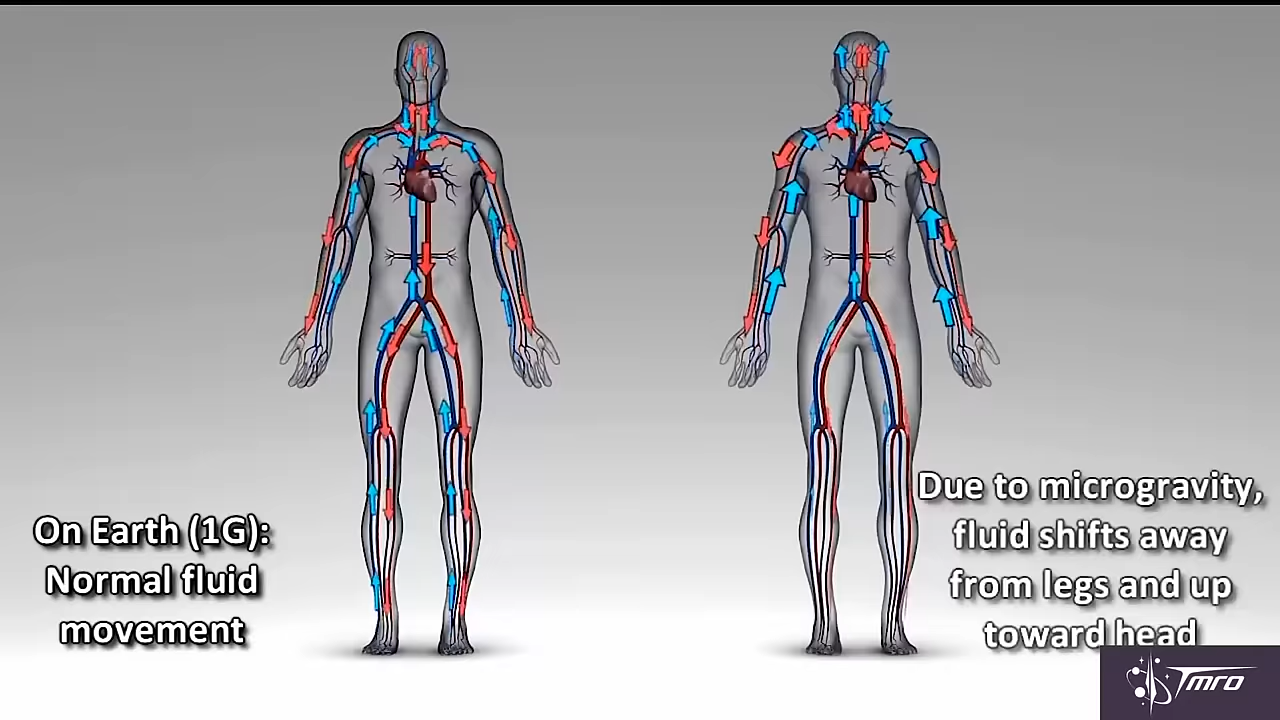 On Earth (1G):
Normal fluid
movement
Due to microgravity,
fluid shifts away
from legs and up
toward head
TMRO